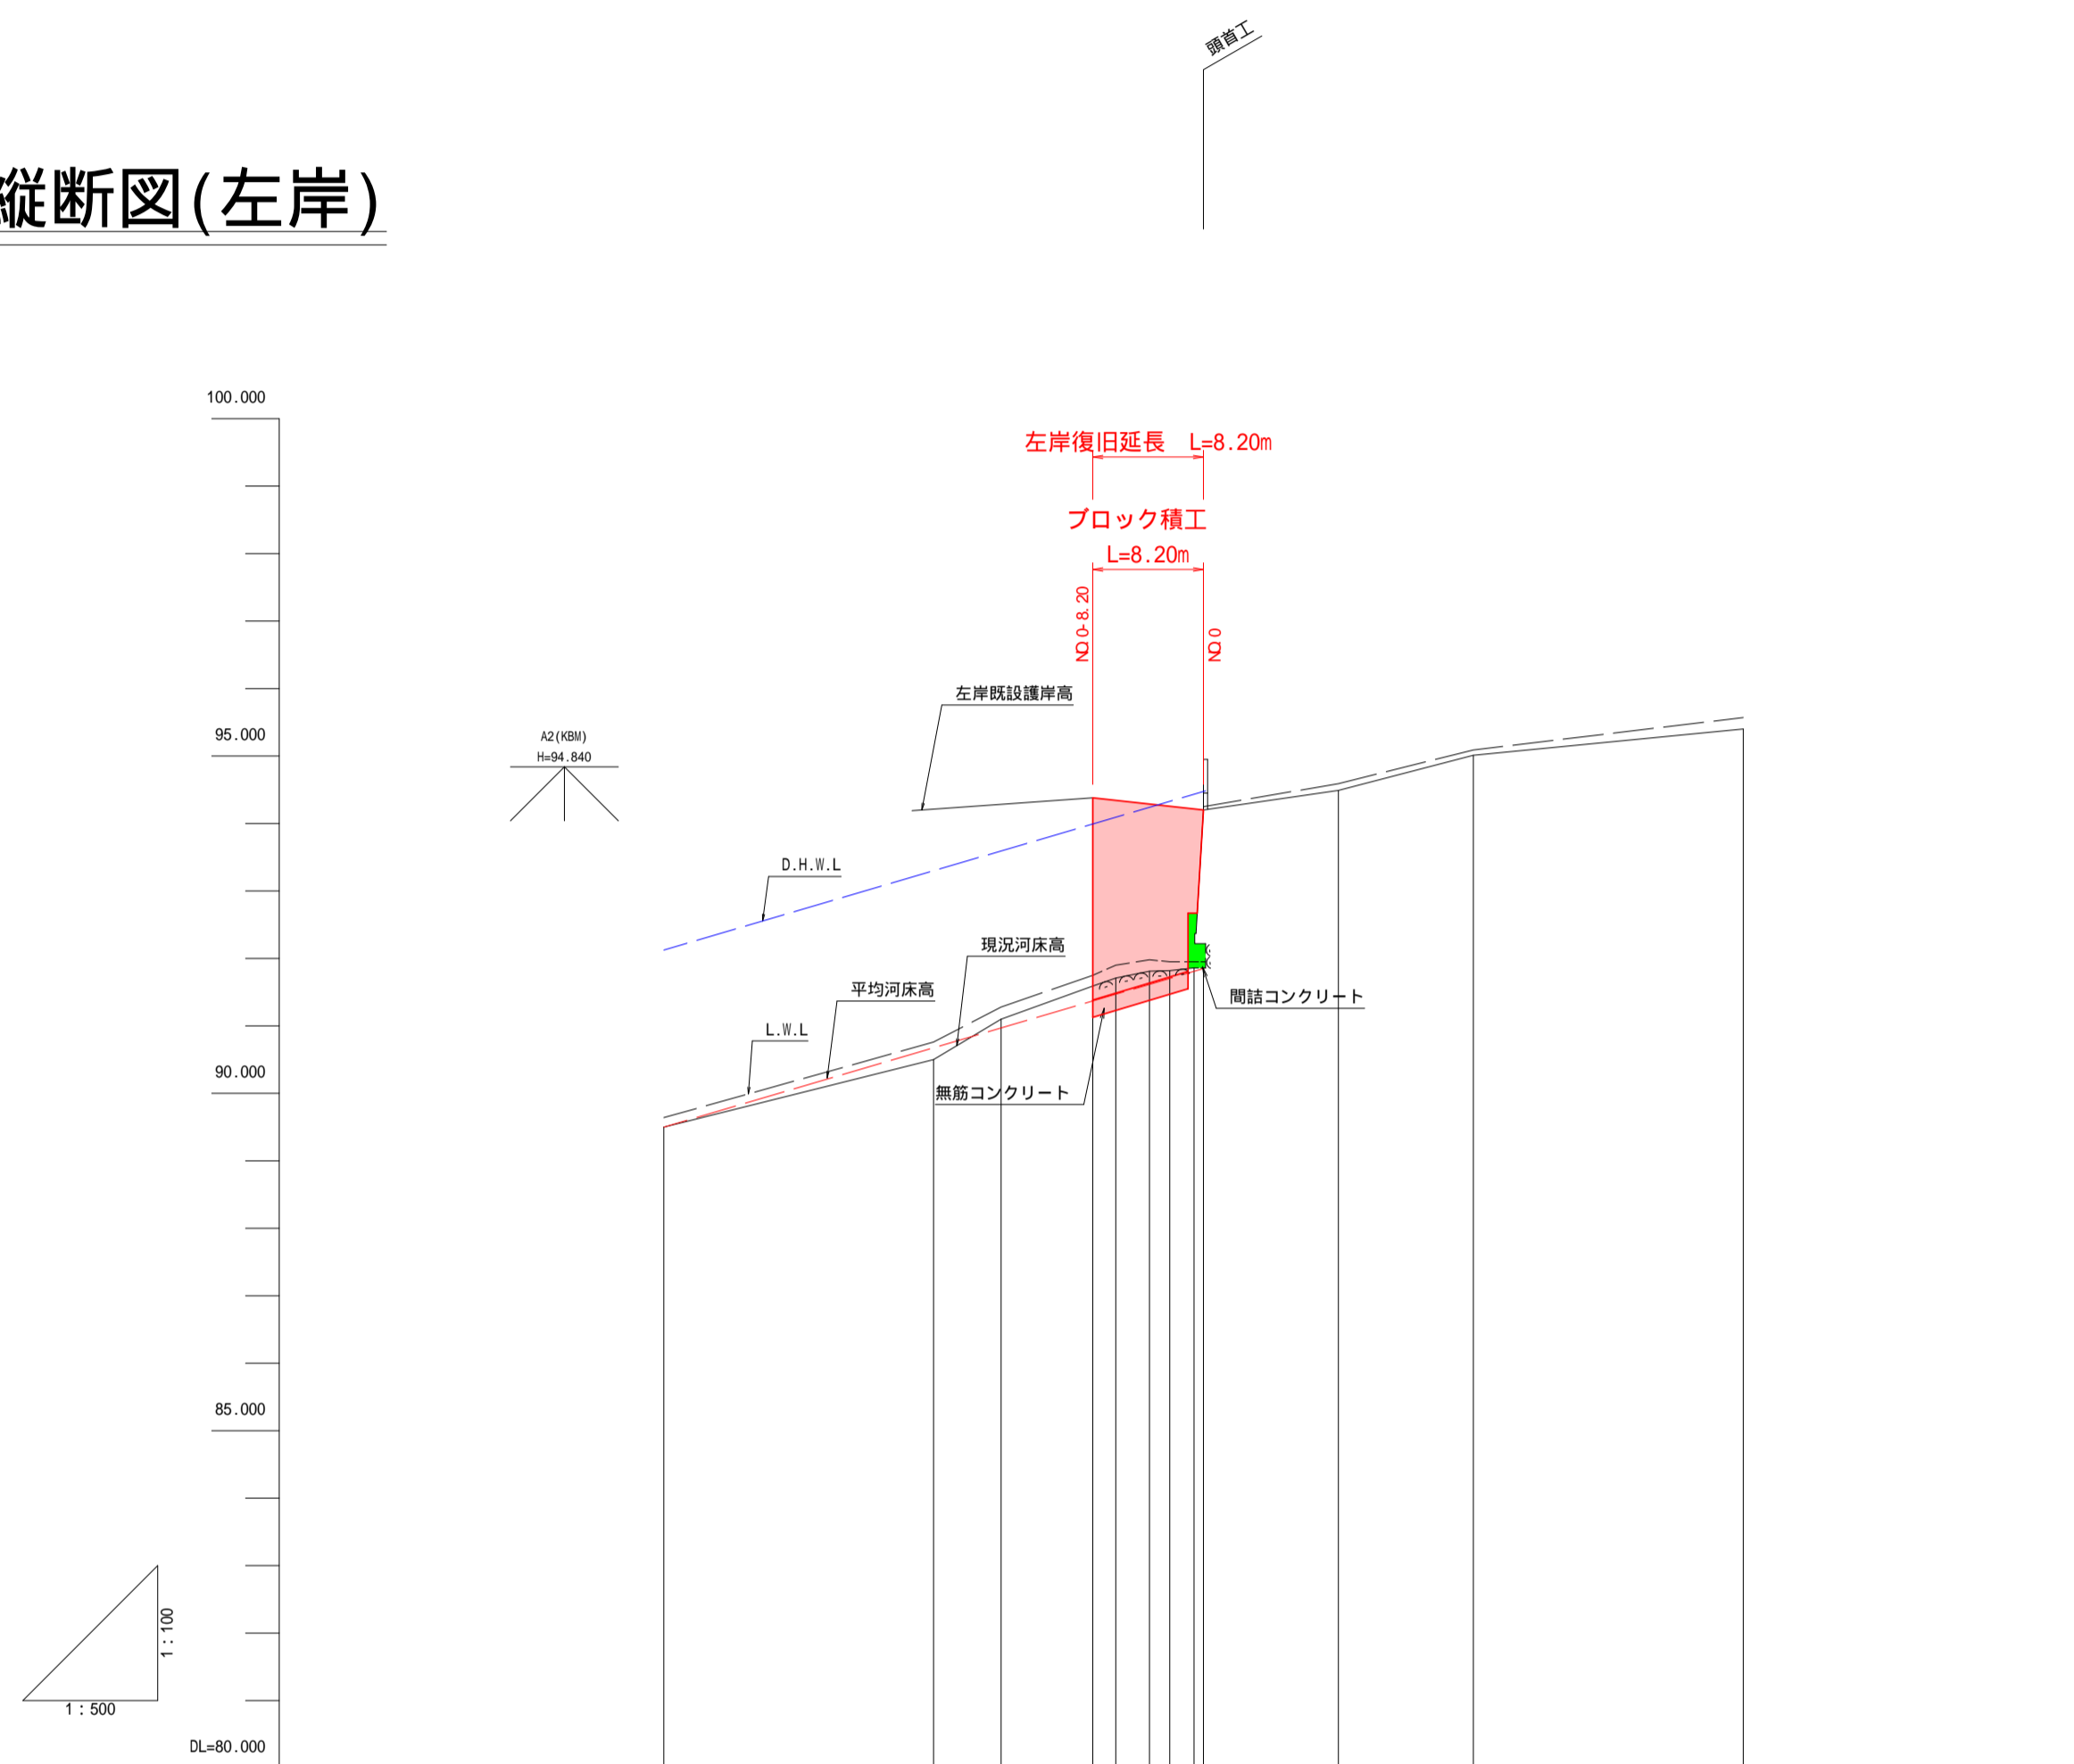 頭首工
縦断図(左岸)
100.000
左岸復旧延長 L=8.20m
ブロック積工
L=8.20m
NO.0-8.20
NO.0
左岸既設護岸高
95.000
A2(KBM)
H=94.840
D.H.W.L
現況河床高
平均河床高
間詰コンクリート
L.W.L
90.000
無筋コンクリート
85.000
1:100
1:500
DL=80.000